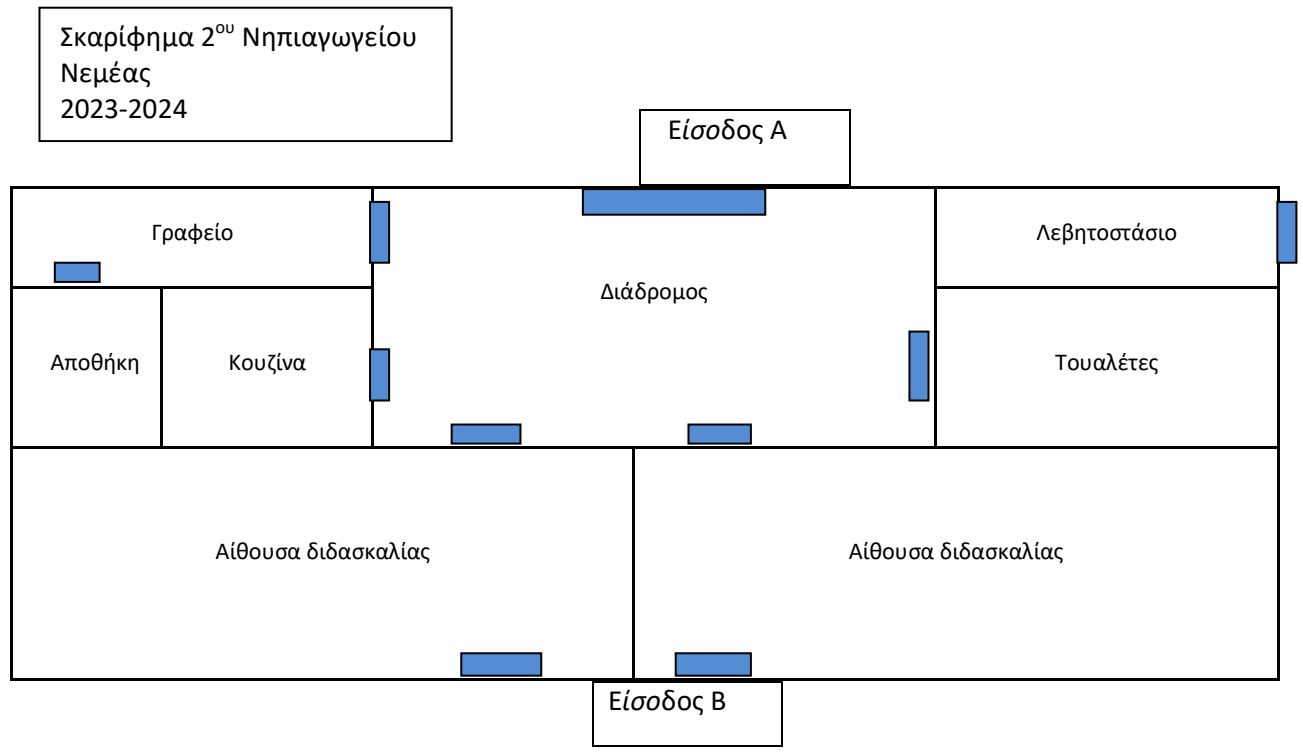 Σκαρίφημα 2ου Νηπιαγωγείου
Νεμέας
2023-2024
Είσοδος Α
Γραφείο
Λεβητοστάσιο
Διάδρομος
Αποθήκη
Κουζίνα
Τουαλέτες
Αίθουσα διδασκαλίας
Αίθουσα διδασκαλίας
Είσοδος Β